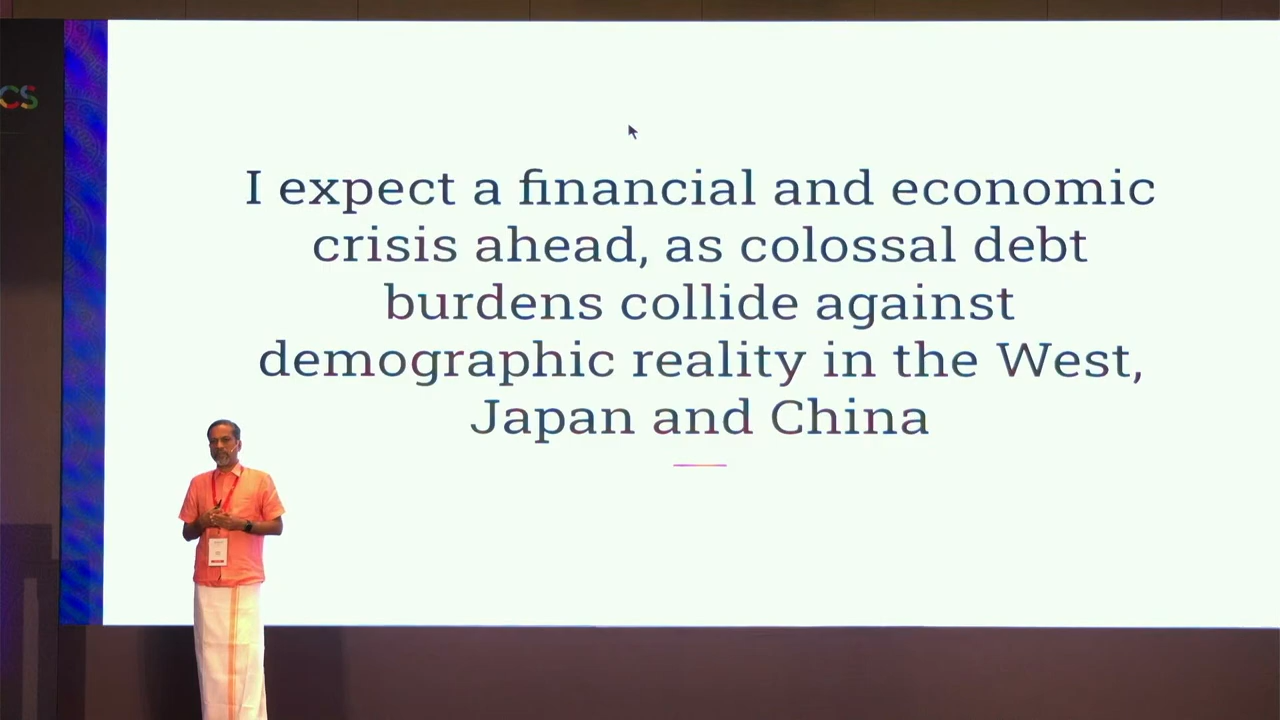 CS
I expect a financial and economic
crisis ahead, as colossal debt
burdens collide against
demographic reality in the West,
Japan and China